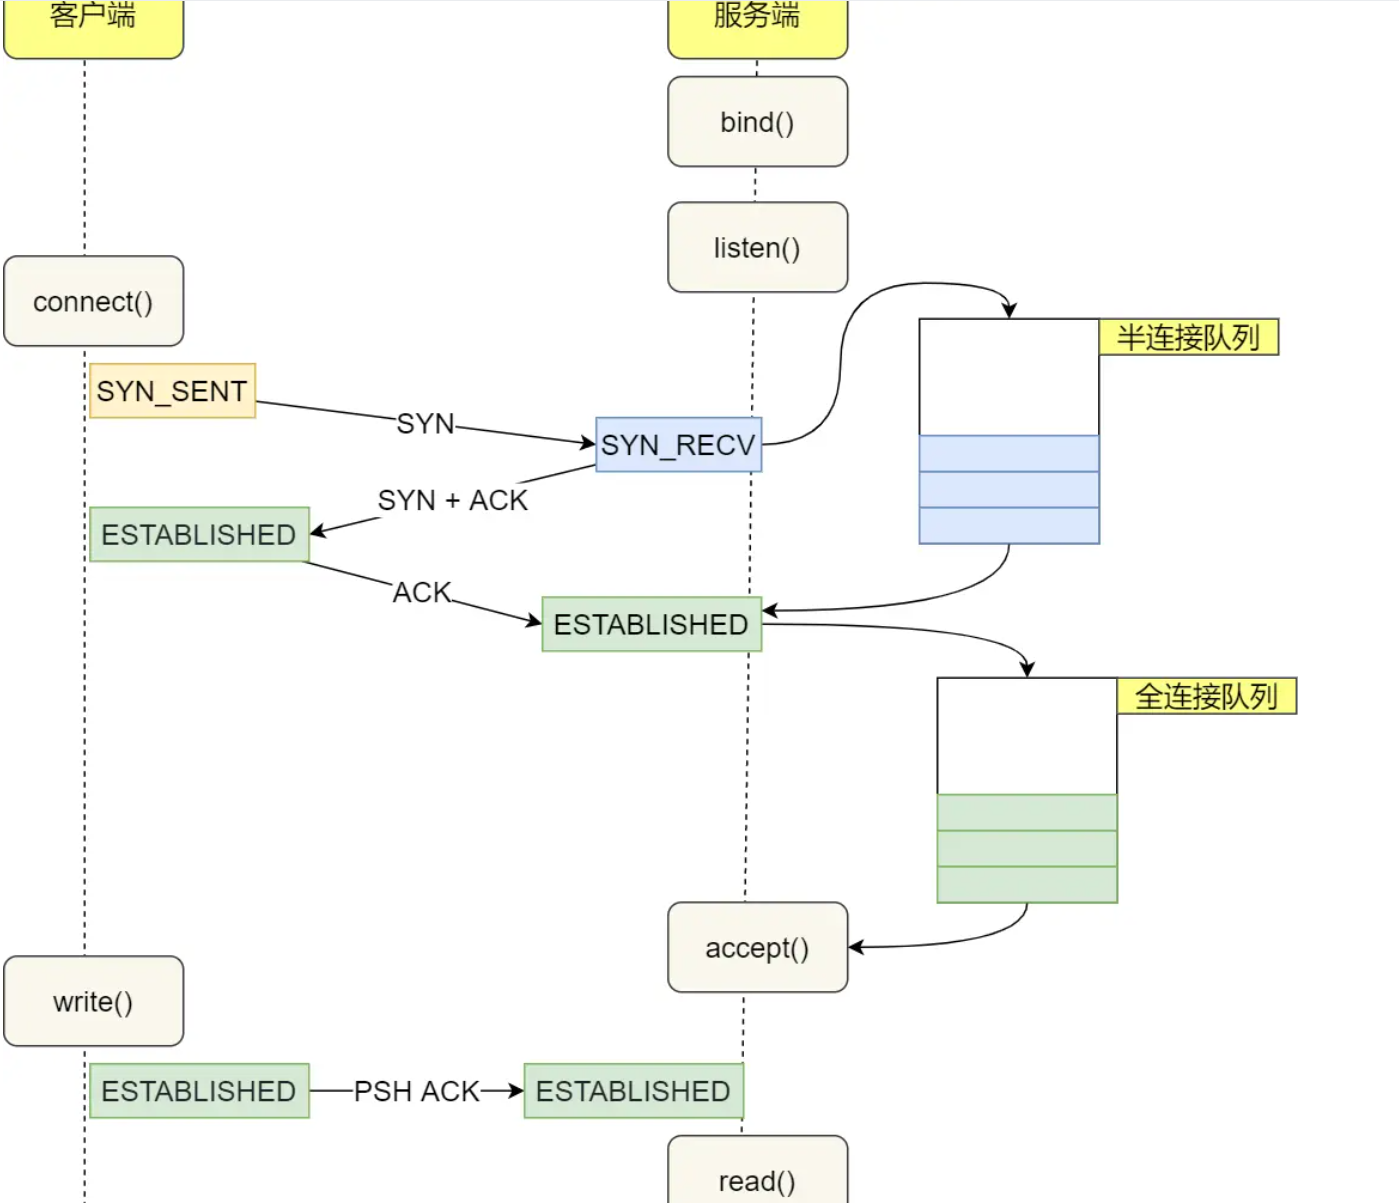 客户端
服务端
bind()
listen()
connect()
半连接队列
SYN_SENT
SYN
SYN_RECV
SYN + ACK
ESTABLISHED
ACK
ESTABLISHED
全连接队列
accept()
write()
ESTABLISHED
PSH ACK
ESTABLISHED
read()